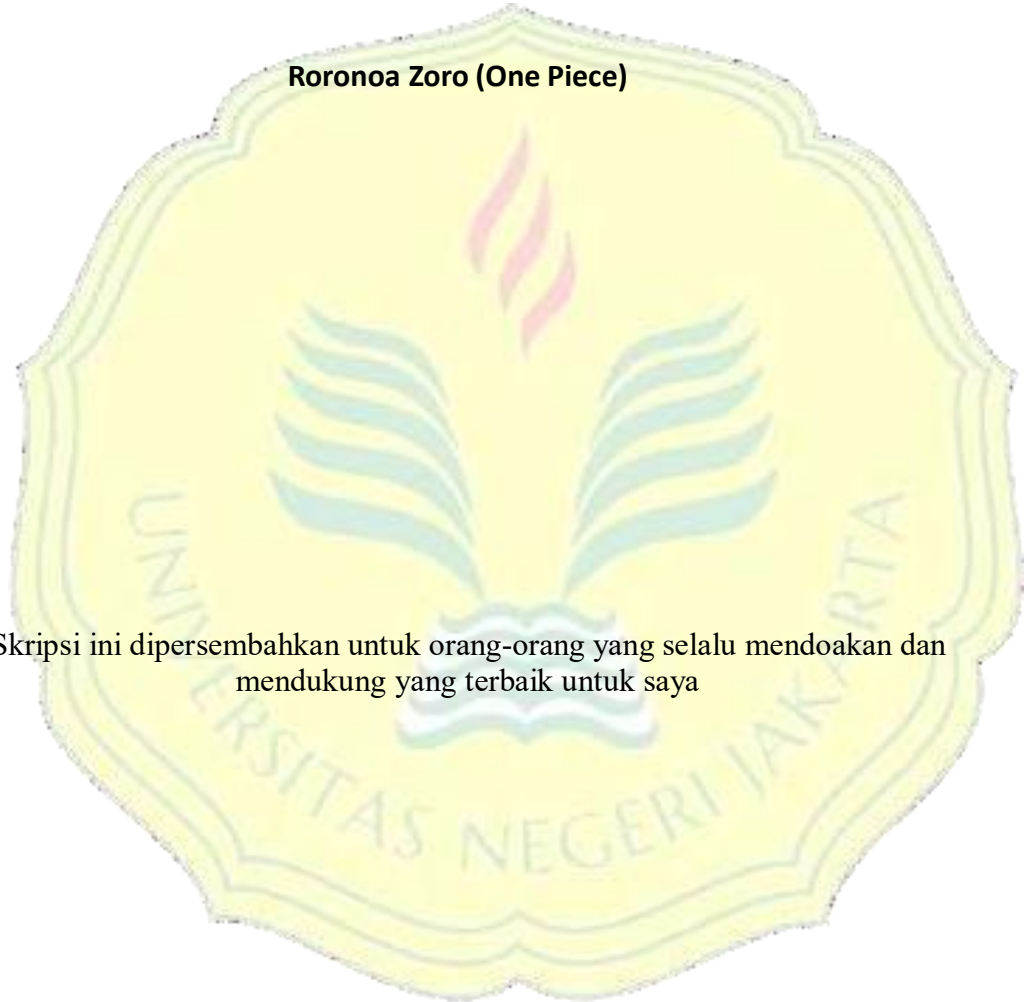 Roronoa Zoro (One Piece)
Skripsi ini dipersembahkan untuk orang-orang yang selalu mendoakan dan
mendukung yang terbaik untuk saya
UNIVERSITAS NEGERI JAKARTA